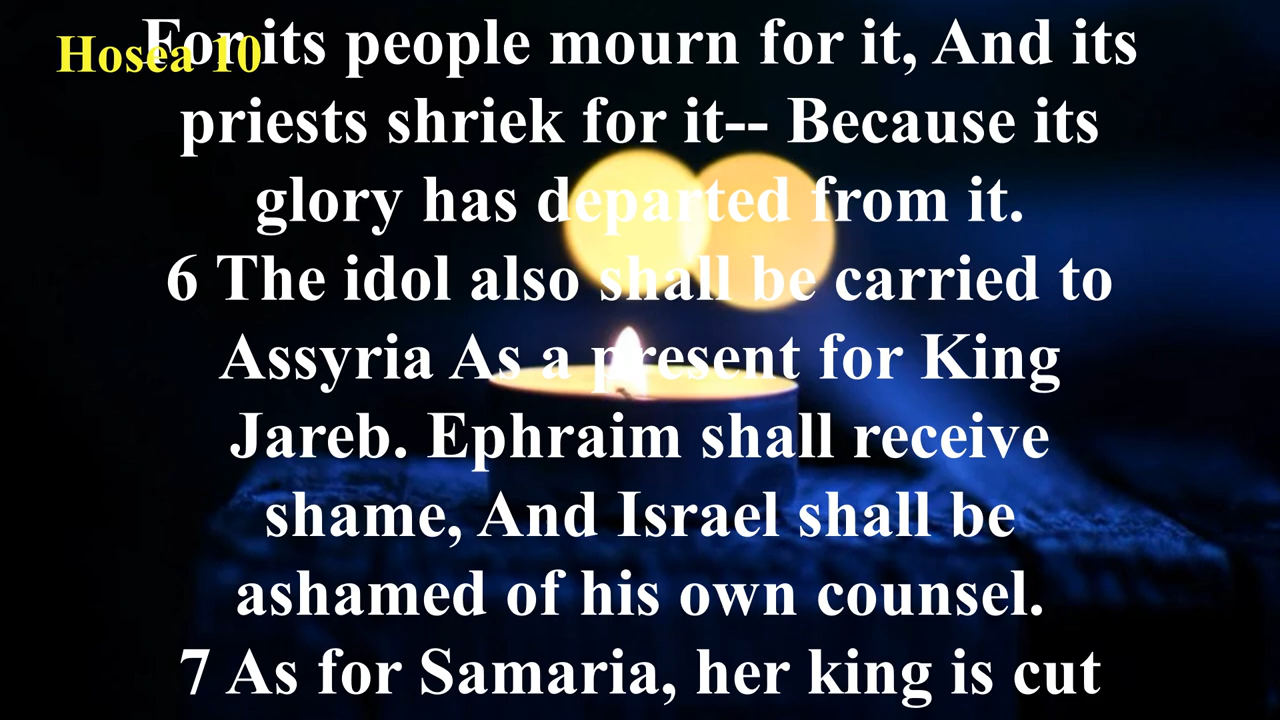 Hosea 10
For its people mourn for it, And its
priests shriek for it-- Because its
glory has departed from it.
6 The idol also shall be carried to
Assyria As a present for King
Jareb. Ephraim shall receive
shame, And Israel shall be
ashamed of his own counsel.
7 As for Samaria, her king is cut